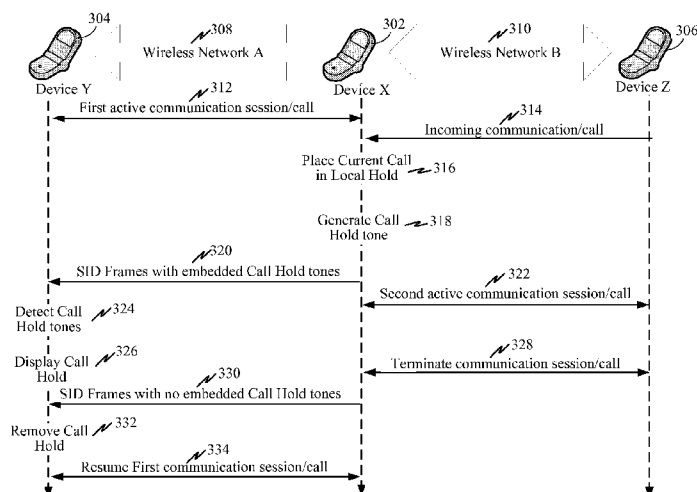 304
308
302
310
306
Wireless Network A
Wireless Network B
Device Y
Device X
Device Z
312
First active communication session/call
314
Incoming communication/call
Place Current Call
in Local Hold
316
Generate Call
Hold tone
318
320
SID Frames with embedded Call Hold tones
322
Second active communication session/call
Detect Call
Hold tones
324
326
Display Call
Hold
328
Terminate communication session/call
330
SID Frames with no embedded Call Hold tones
Remove Call
Hold
332
334
Resume First communication session/call